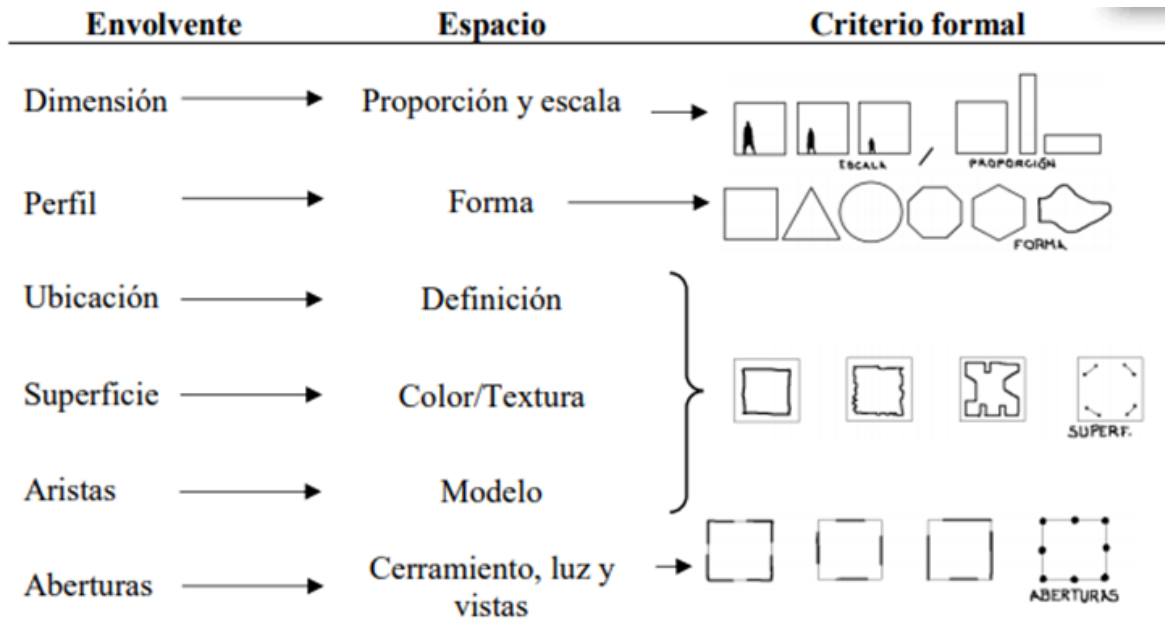 Envolvente Espacio Criterio formal
Dimensión Proporción y escala
ESCALA / PROPORCIÓN
Perfil Forma
FORMA
Ubicación Definición
Superficie Color/Textura
SUPERF.
Aristas Modelo
Aberturas Cerramiento, luz y
vistas
ABERTURAS